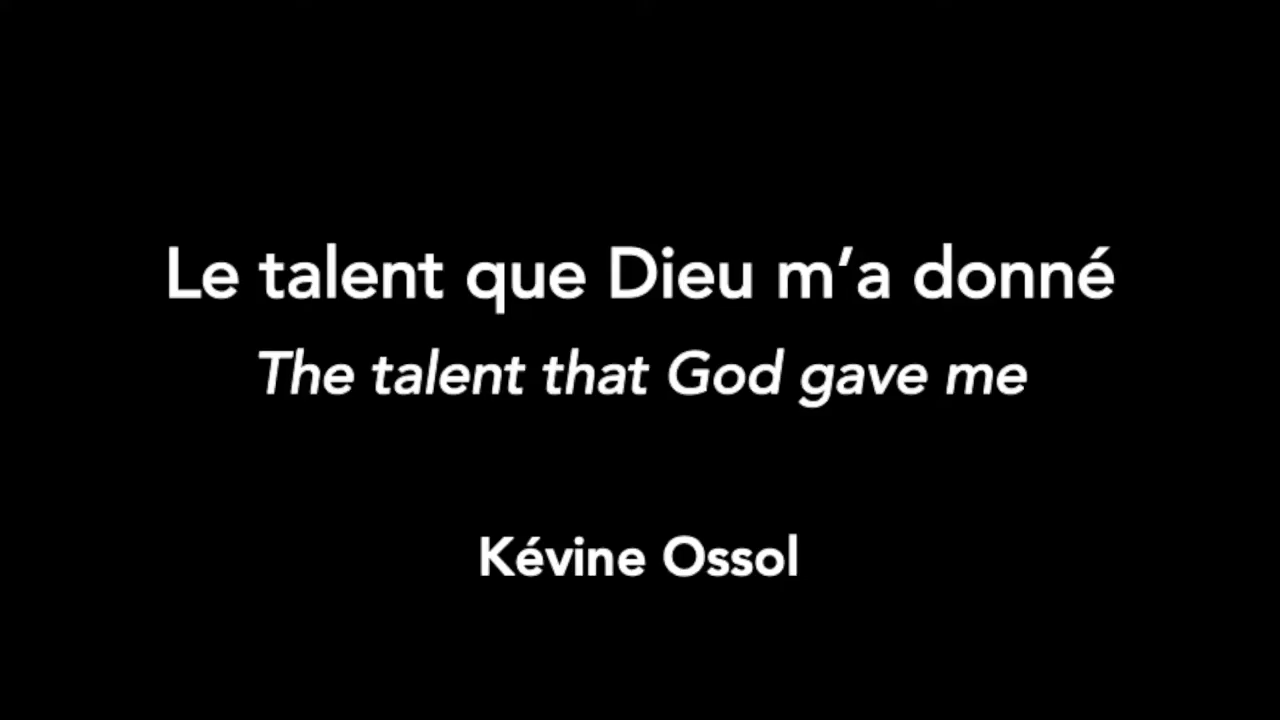 Le talent que Dieu m’a donné
The talent that God gave me
Kévine Ossol